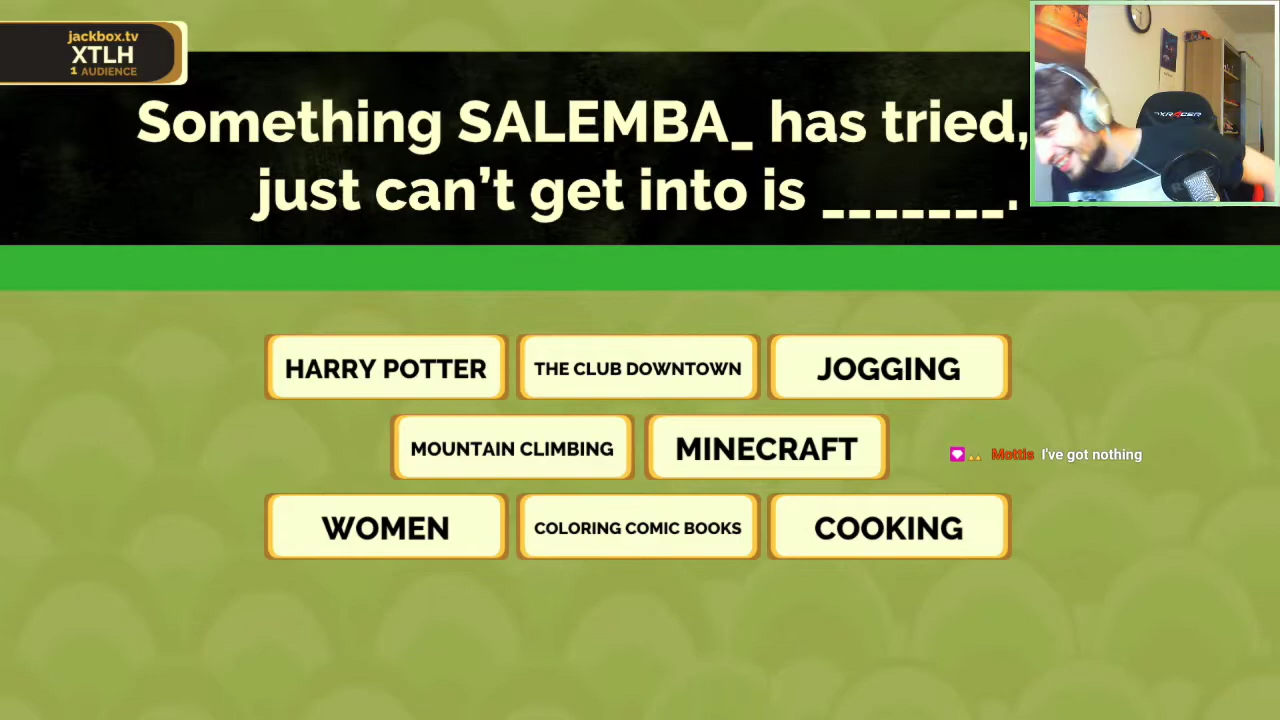 jackbox.tv
XTLH
1 AUDIENCE
Something SALEMBA_ has tried,
just can't get into is _______.
DXRACER
HARRY POTTER
THE CLUB DOWNTOWN
JOGGING
MOUNTAIN CLIMBING
MINECRAFT
Mottis I've got nothing
WOMEN
COLORING COMIC BOOKS
COOKING